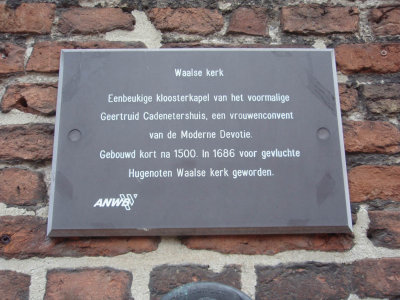 Waalse kerk
Eenbeukige kloosterkapel van het voormalige
Geertruid Cadenetershuis, een vrouwenconvent
van de Moderne Devotie.
Gebouwd kort na 1500. In 1686 voor gevluchte
Hugenoten Waalse kerk geworden.
ANWB